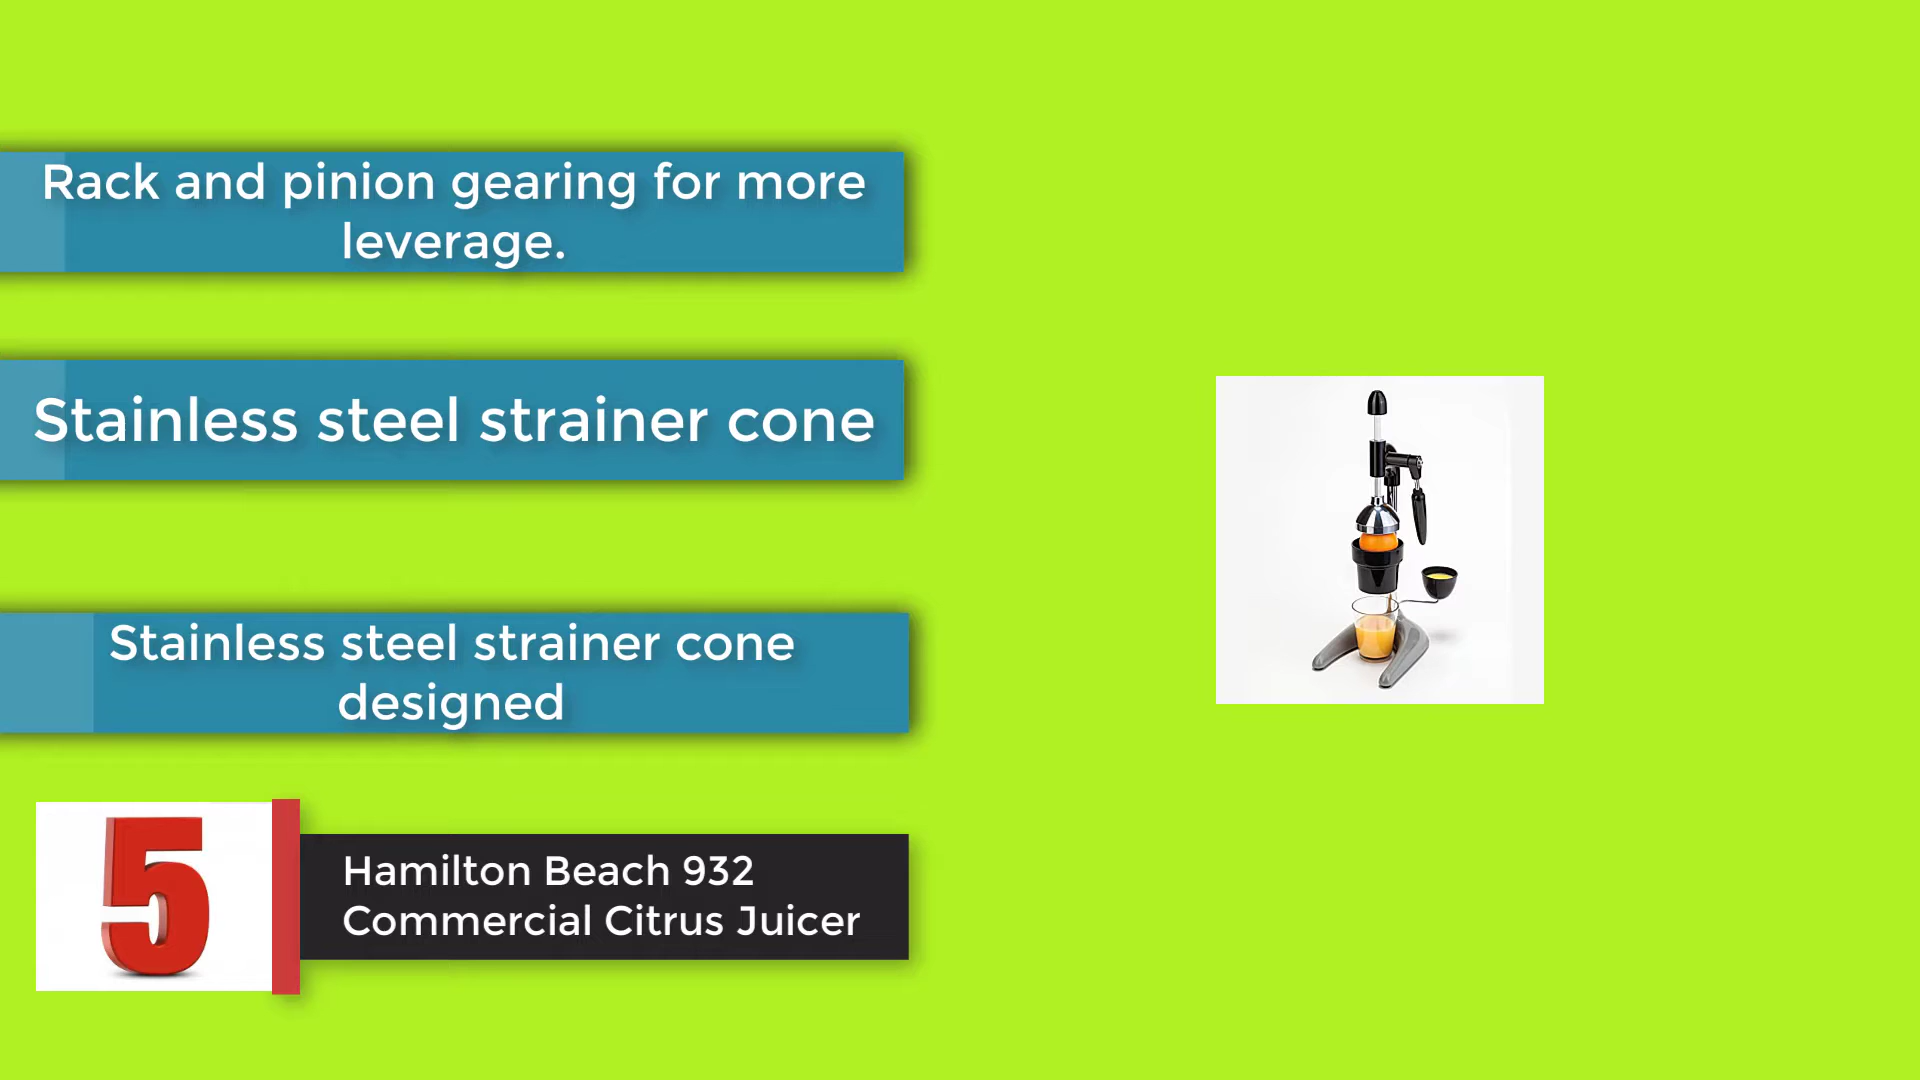 Rack and pinion gearing for more
leverage.
Stainless steel strainer cone
Stainless steel strainer cone
designed
5
Hamilton Beach 932
Commercial Citrus Juicer